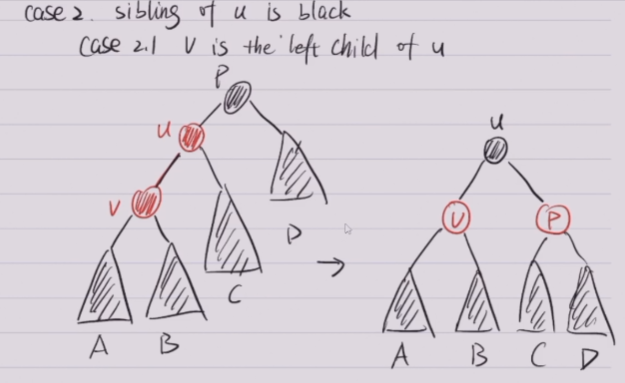 case 2. sibling of u is black
case 2.1 V is the left child of u
P
u
u
V
V P
D
C
A B
A B C D